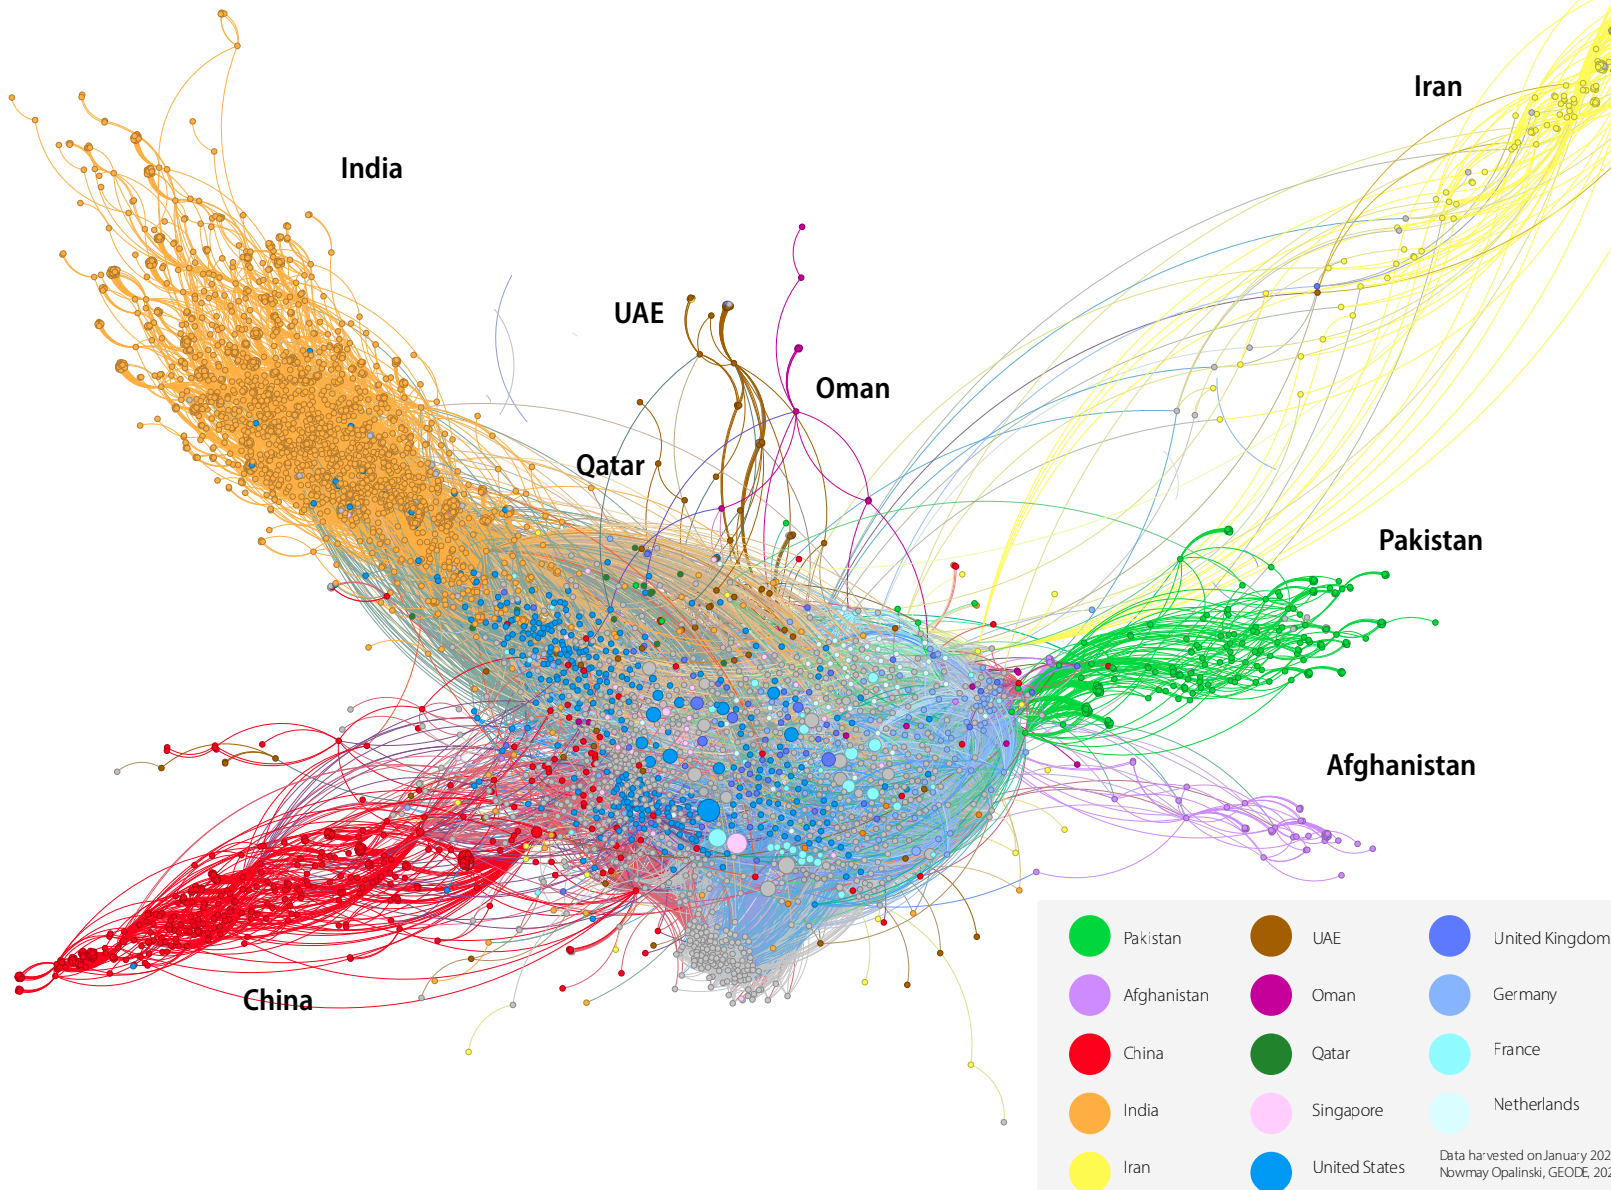 Iran
India
UAE
Oman
Qatar
Pakistan
Afghanistan
China
Pakistan
UAE
United Kingdom
Afghanistan
Oman
Germany
China
Qatar
France
India
Singapore
Netherlands
Iran
United States
Data harvested on January
Nowmay Opalinski, GEODE,